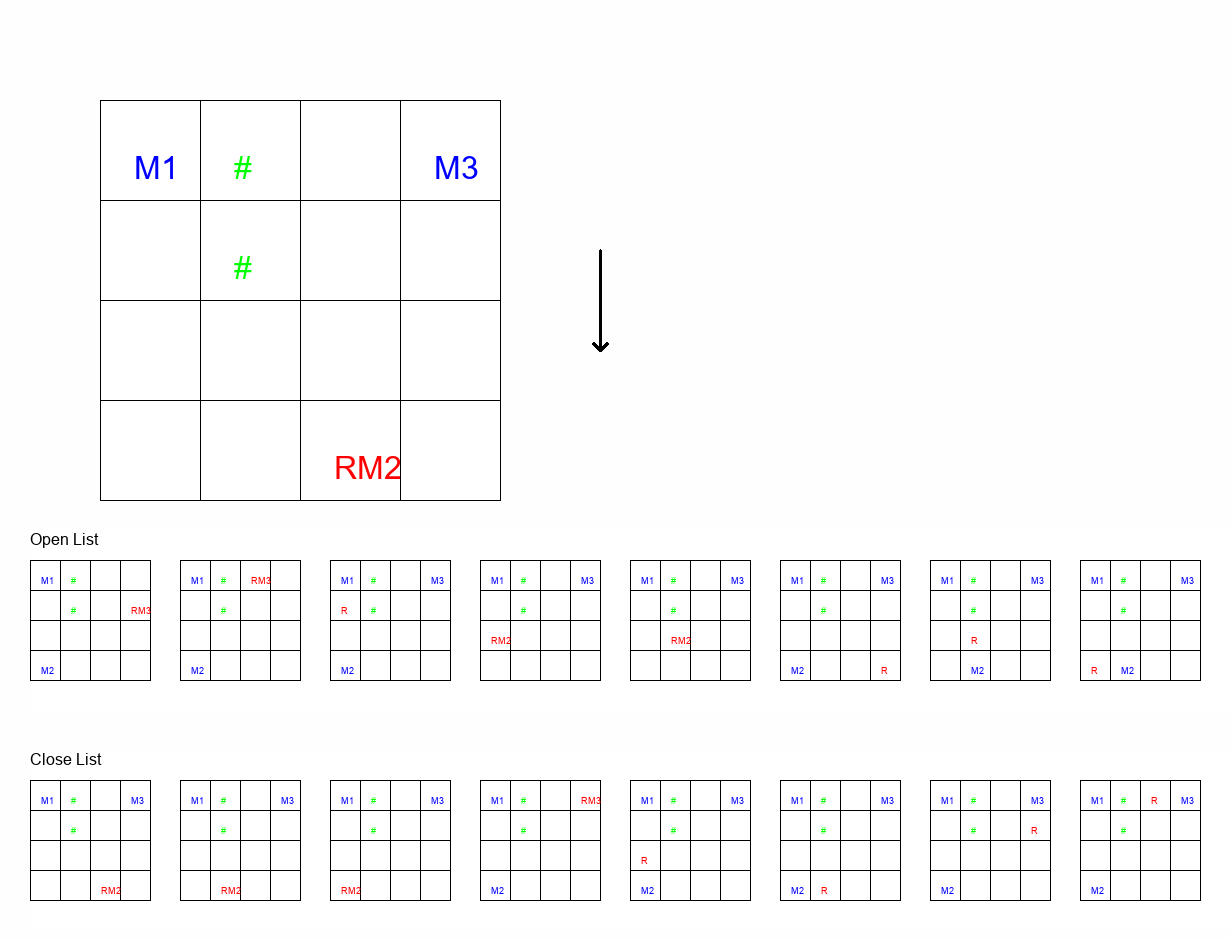 M1 # M3
#
RM2
Open List
M1 # M1 # RM3 M1 # M3 M1 # M3 M1 # M3 M1 # M3 M1 # M3 M1 # M3
# RM3 # R # # # # # #
RM2 RM2 R
M2 M2 M2 M2 R M2 R M2
Close List
M1 # M3 M1 # M3 M1 # M3 M1 # RM3 M1 # M3 M1 # M3 M1 # M3 M1 # R M3
# # # # # # # R #
R
RM2 RM2 RM2 M2 M2 M2 R M2 M2